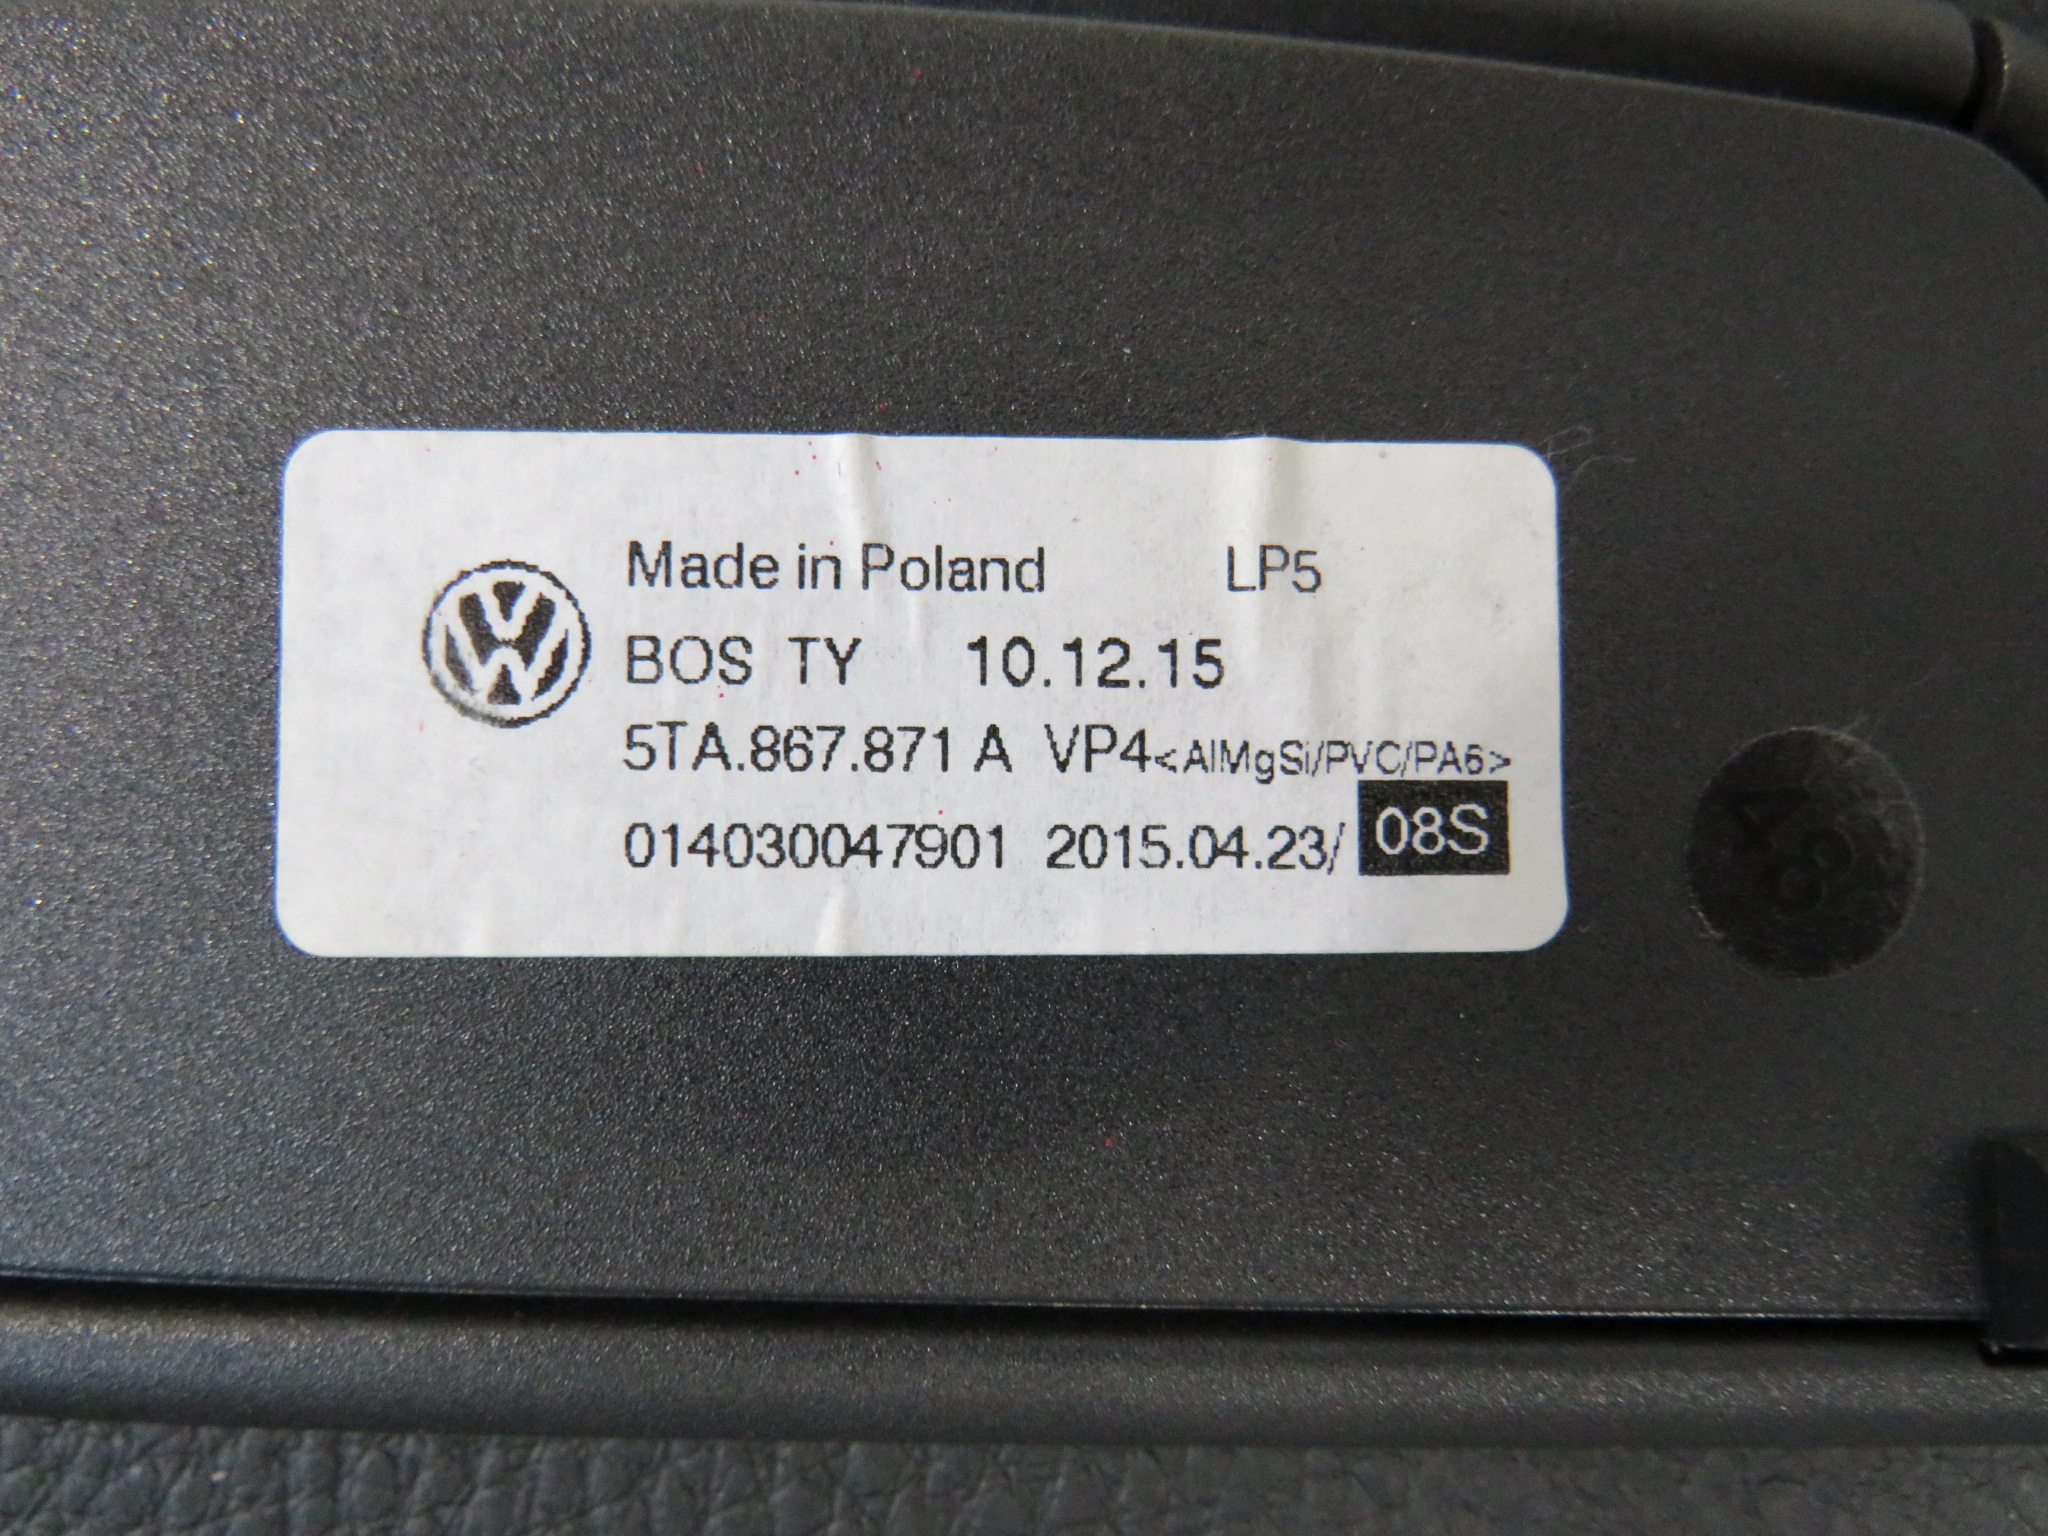 Made in Poland LP5
BOS TY 10.12.15
5TA.867.871 A VP4<AlMgSi/PVC/PA6>
014030047901 2015.04.23/ 08S